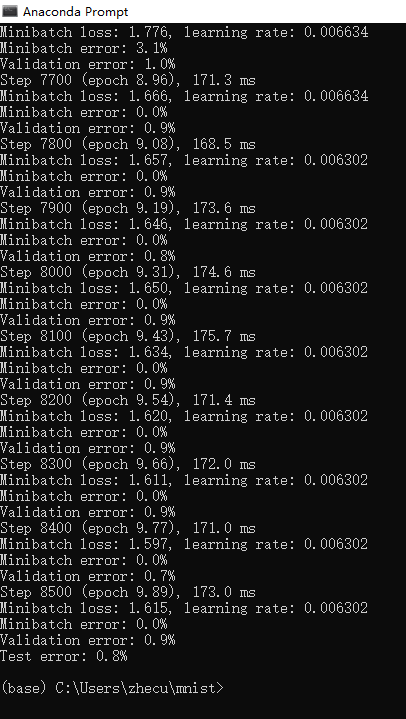 Anaconda Prompt
Minibatch loss: 1.776, learning rate: 0.006634
Minibatch error: 3.1%
Validation error: 1.0%
Step 7700 (epoch 8.96), 171.3 ms
Minibatch loss: 1.666, learning rate: 0.006634
Minibatch error: 0.0%
Validation error: 0.9%
Step 7800 (epoch 9.08), 168.5 ms
Minibatch loss: 1.657, learning rate: 0.006302
Minibatch error: 0.0%
Validation error: 0.9%
Step 7900 (epoch 9.19), 173.6 ms
Minibatch loss: 1.646, learning rate: 0.006302
Minibatch error: 0.0%
Validation error: 0.8%
Step 8000 (epoch 9.31), 174.6 ms
Minibatch loss: 1.650, learning rate: 0.006302
Minibatch error: 0.0%
Validation error: 0.9%
Step 8100 (epoch 9.43), 175.7 ms
Minibatch loss: 1.634, learning rate: 0.006302
Minibatch error: 0.0%
Validation error: 0.9%
Step 8200 (epoch 9.54), 171.4 ms
Minibatch loss: 1.620, learning rate: 0.006302
Minibatch error: 0.0%
Validation error: 0.9%
Step 8300 (epoch 9.66), 172.0 ms
Minibatch loss: 1.611, learning rate: 0.006302
Minibatch error: 0.0%
Validation error: 0.9%
Step 8400 (epoch 9.77), 171.0 ms
Minibatch loss: 1.597, learning rate: 0.006302
Minibatch error: 0.0%
Validation error: 0.7%
Step 8500 (epoch 9.89), 173.0 ms
Minibatch loss: 1.615, learning rate: 0.006302
Minibatch error: 0.0%
Validation error: 0.9%
Test error: 0.8%
(base) C:\Users\zhecu\mnist>